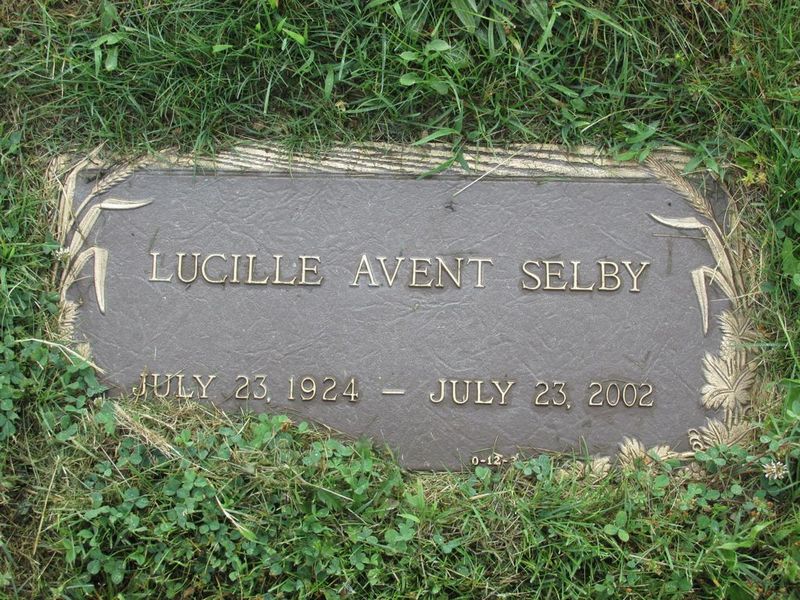 LUCILLE AVENT SELBY
JULY 23, 1924 — JULY 23, 2002